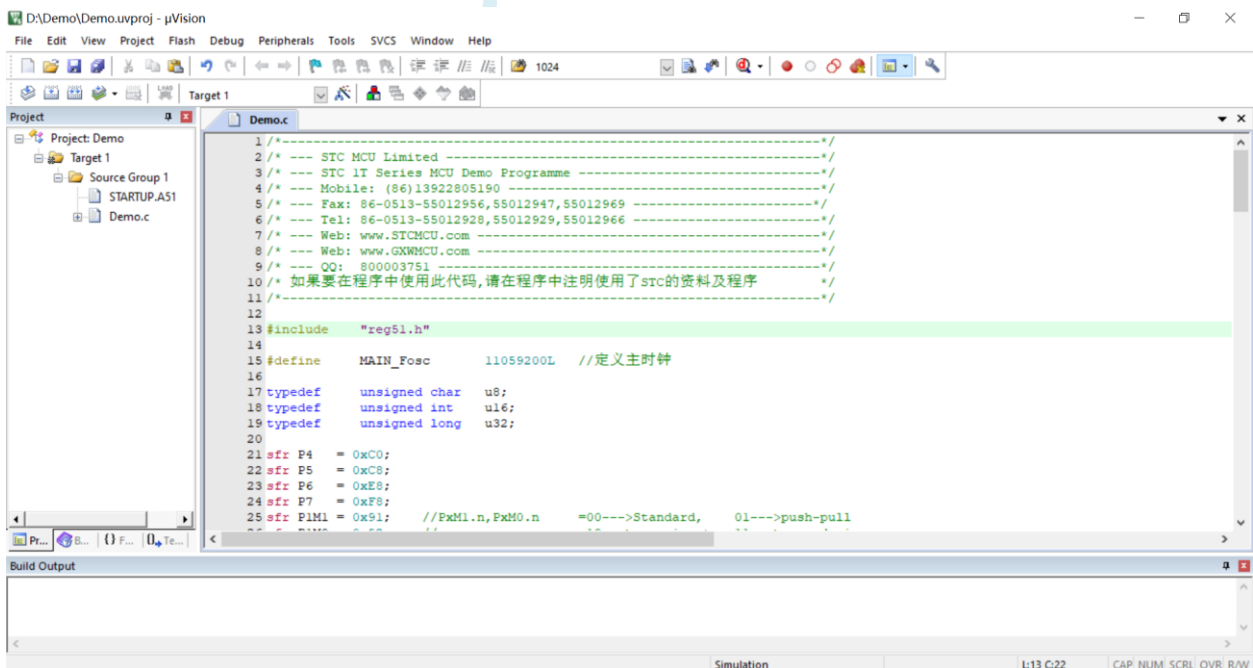 D:\Demo\Demo.uvproj - µVision
File Edit View Project Flash Debug Peripherals Tools SVCS Window Help
1024
LOAD Target 1
Project
Demo.c
Project: Demo
Target 1
Source Group 1
STARTUP.A51
Demo.c
1 /*---------------------------------------------------------------------*/
2 /* --- STC MCU Limited ------------------------------------------------*/
3 /* --- STC 1T Series MCU Demo Programme -------------------------------*/
4 /* --- Mobile: (86)13922805190 ----------------------------------------*/
5 /* --- Fax: 86-0513-55012956,55012947,55012969 ------------------------*/
6 /* --- Tel: 86-0513-55012928,55012929,55012966 ------------------------*/
7 /* --- Web: www.STCMCU.com --------------------------------------------*/
8 /* --- Web: www.GXWMCU.com --------------------------------------------*/
9 /* --- QQ: 800003751 -------------------------------------------------*/
10 /* 如果要在程序中使用此代码,请在程序中注明使用了STC的资料及程序 */
11 /*---------------------------------------------------------------------*/
12
13 #include "reg51.h"
14
15 #define MAIN_Fosc 11059200L //定义主时钟
16
17 typedef unsigned char u8;
18 typedef unsigned int u16;
19 typedef unsigned long u32;
20
21 sfr P4 = 0xC0;
22 sfr P5 = 0xC8;
23 sfr P6 = 0xE8;
24 sfr P7 = 0xF8;
25 sfr P1M1 = 0x91; //PxM1.n,PxM0.n =00--->Standard, 01--->push-pull
Pr... B... {} F... 0 Te...
Build Output
Simulation L:13 C:22 CAP NUM SCRL OVR R/W